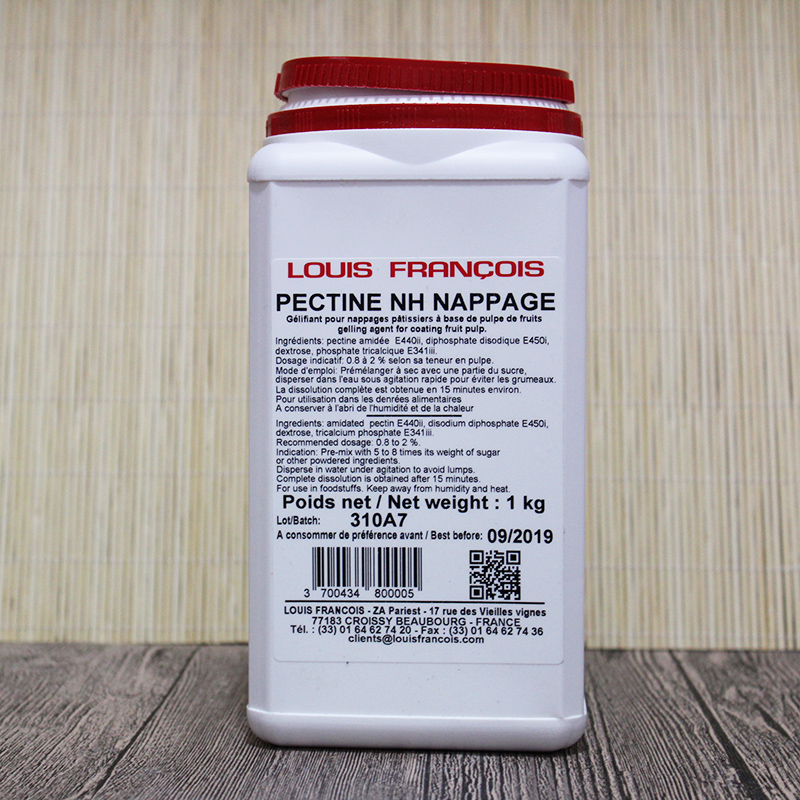 LOUIS FRANÇOIS
PECTINE NH NAPPAGE
Gélifiant pour nappages pâtissiers à base de pulpe de fruits
gelling agent for coating fruit pulp.
Ingrédients: pectine amidée E440ii, diphosphate disodique E450i,
dextrose, phosphate tricalcique E341iii.
Dosage indicatif: 0.8 à 2 % selon sa teneur en pulpe.
Mode d'emploi: Prémélanger à sec avec une partie du sucre,
disperser dans l'eau sous agitation rapide pour éviter les grumeaux.
La dissolution complète est obtenue en 15 minutes environ.
Pour utilisation dans les denrées alimentaires
A conserver à l'abri de l'humidité et de la chaleur
Ingredients: amidated pectin E440ii, disodium diphosphate E450i,
dextrose, tricalcium phosphate E341iii.
Recommended dosage: 0.8 to 2 %.
Indication: Pre-mix with 5 to 8 times its weight of sugar
or other powdered ingredients.
Disperse in water under agitation to avoid lumps.
Complete dissolution is obtained after 15 minutes.
For use in foodstuffs. Keep away from humidity and heat.
Poids net / Net weight : 1 kg
Lot/Batch: 310A7
A consommer de préférence avant / Best before: 09/2019
3 700434 800005
LOUIS FRANCOIS - ZA Pariest - 17 rue des Vieilles vignes
77183 CROISSY BEAUBOURG - FRANCE
Tél. : (33) 01 64 62 74 20 - Fax : (33) 01 64 62 74 36
clients@louisfrancois.com